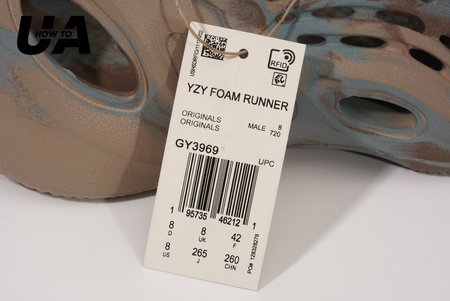 HOW TO
UA
RFID
YZY FOAM RUNNER
ORIGINALS
ORIGINALS
MALE 8
720
GY3969
UPC
1 95735 46212 1
8 8 42
D UK F
8 265 260
US J CHN